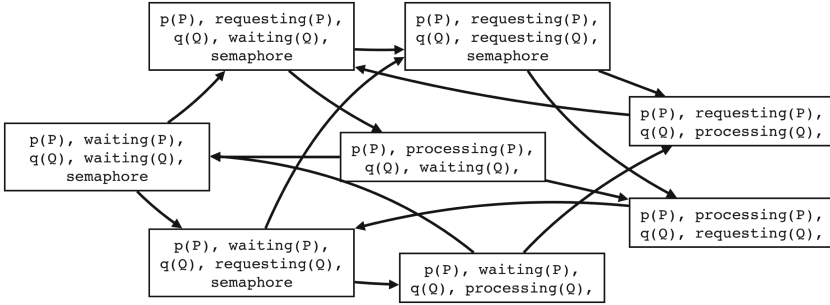 p(P), requesting(P),
q(Q), waiting(Q),
semaphore
p(P), requesting(P),
q(Q), requesting(Q),
semaphore
p(P), requesting(P),
q(Q), processing(Q),
p(P), waiting(P),
q(Q), waiting(Q),
semaphore
p(P), processing(P),
q(Q), waiting(Q),
p(P), processing(P),
q(Q), requesting(Q),
p(P), waiting(P),
q(Q), requesting(Q),
semaphore
p(P), waiting(P),
q(Q), processing(Q),